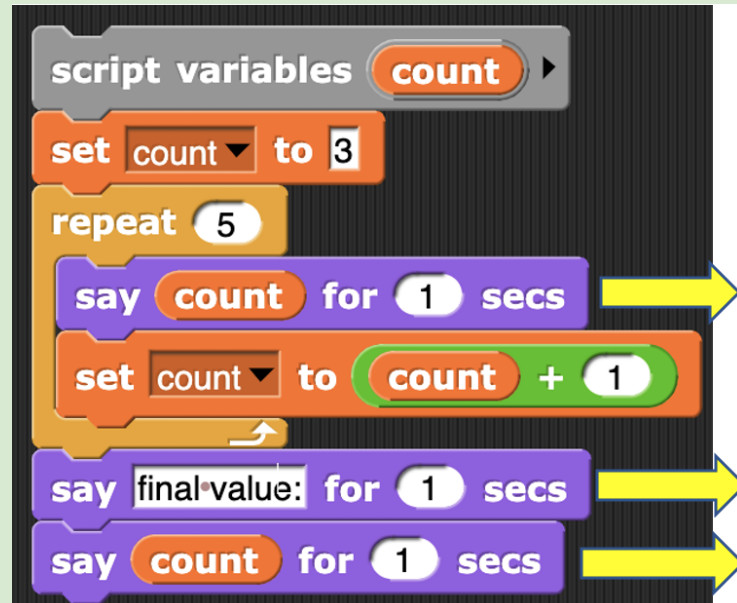 script variables count
set count to 3
repeat 5
say count for 1 secs
set count to count + 1
say final value: for 1 secs
say count for 1 secs